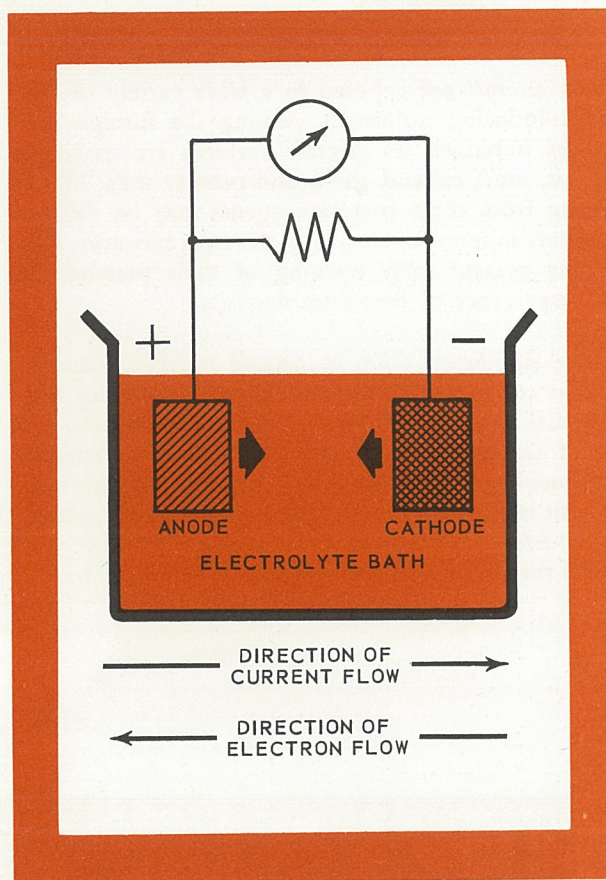 + −
ANODE CATHODE
ELECTROLYTE BATH
DIRECTION OF
CURRENT FLOW
DIRECTION OF
ELECTRON FLOW